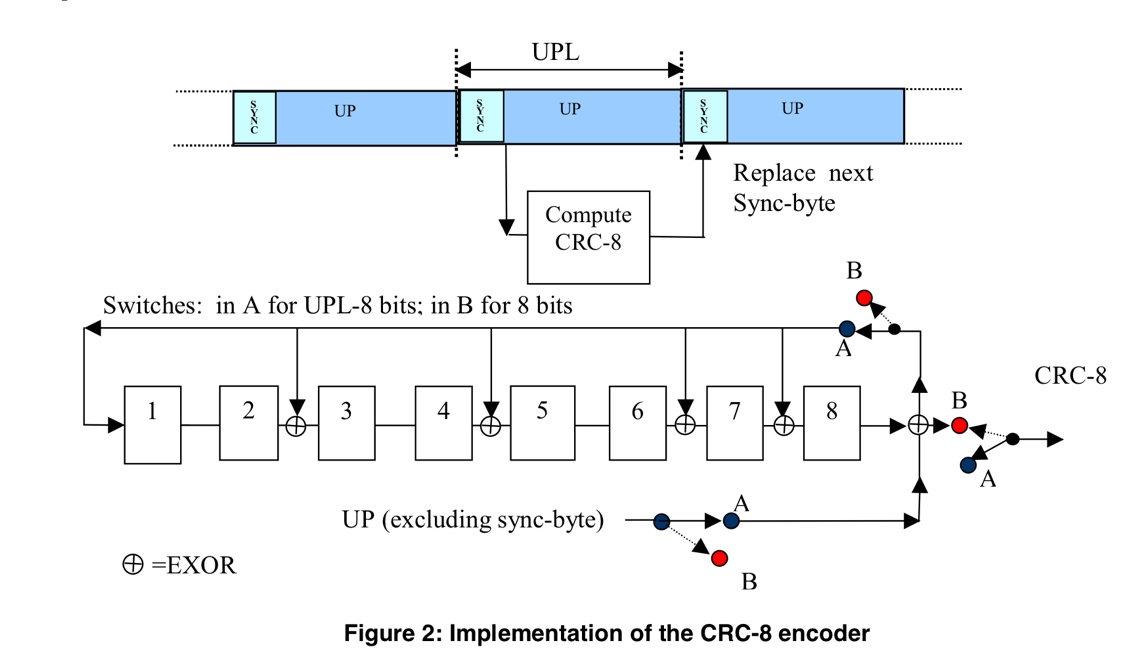 UPL
SYNC UP SYNC UP SYNC UP
Replace next
Sync-byte
Compute
CRC-8
B
Switches: in A for UPL-8 bits; in B for 8 bits
A
CRC-8
B
1 2 3 4 5 6 7 8
A
A
UP (excluding sync-byte)
⊕ =EXOR
B
Figure 2: Implementation of the CRC-8 encoder